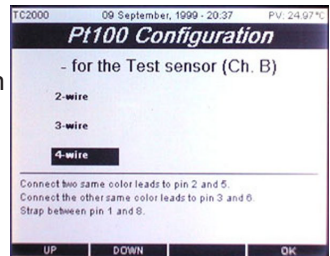 TC2000 09 September, 1999 - 20:37 PV: 24.97°C
Pt100 Configuration
- for the Test sensor (Ch. B)
2-wire
3-wire
4-wire
Connect two same color leads to pin 2 and 5.
Connect the other same color leads to pin 3 and 6.
Strap between pin 1 and 8.
UP DOWN OK